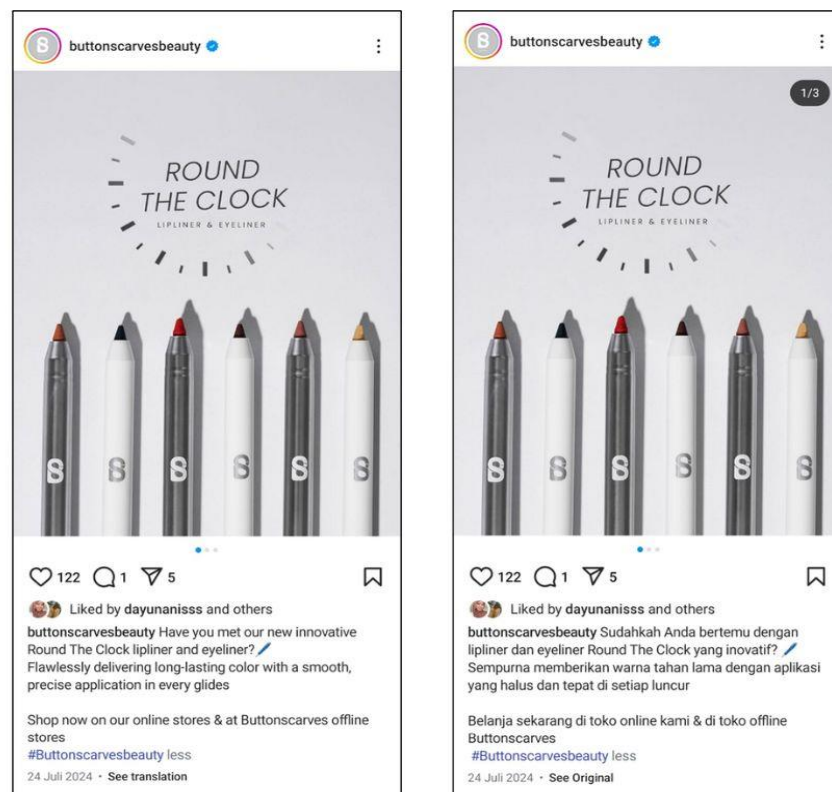 buttonscarvesbeauty
ROUND
THE CLOCK
LIPLINER & EYELINER
122 1 5
Liked by dayunanisss and others
buttonscarvesbeauty Have you met our new innovative
Round The Clock lipliner and eyeliner?
Flawlessly delivering long-lasting color with a smooth,
precise application in every glides
Shop now on our online stores & at Buttonscarves offline
stores
#Buttonscarvesbeauty less
24 Juli 2024 • See translation
buttonscarvesbeauty
1/3
ROUND
THE CLOCK
LIPLINER & EYELINER
122 1 5
Liked by dayunanisss and others
buttonscarvesbeauty Sudahkah Anda bertemu dengan
lipliner dan eyeliner Round The Clock yang inovatif?
Sempurna memberikan warna tahan lama dengan aplikasi
yang halus dan tepat di setiap luncur
Belanja sekarang di toko online kami & di toko offline
Buttonscarves
#Buttonscarvesbeauty less
24 Juli 2024 • See Original